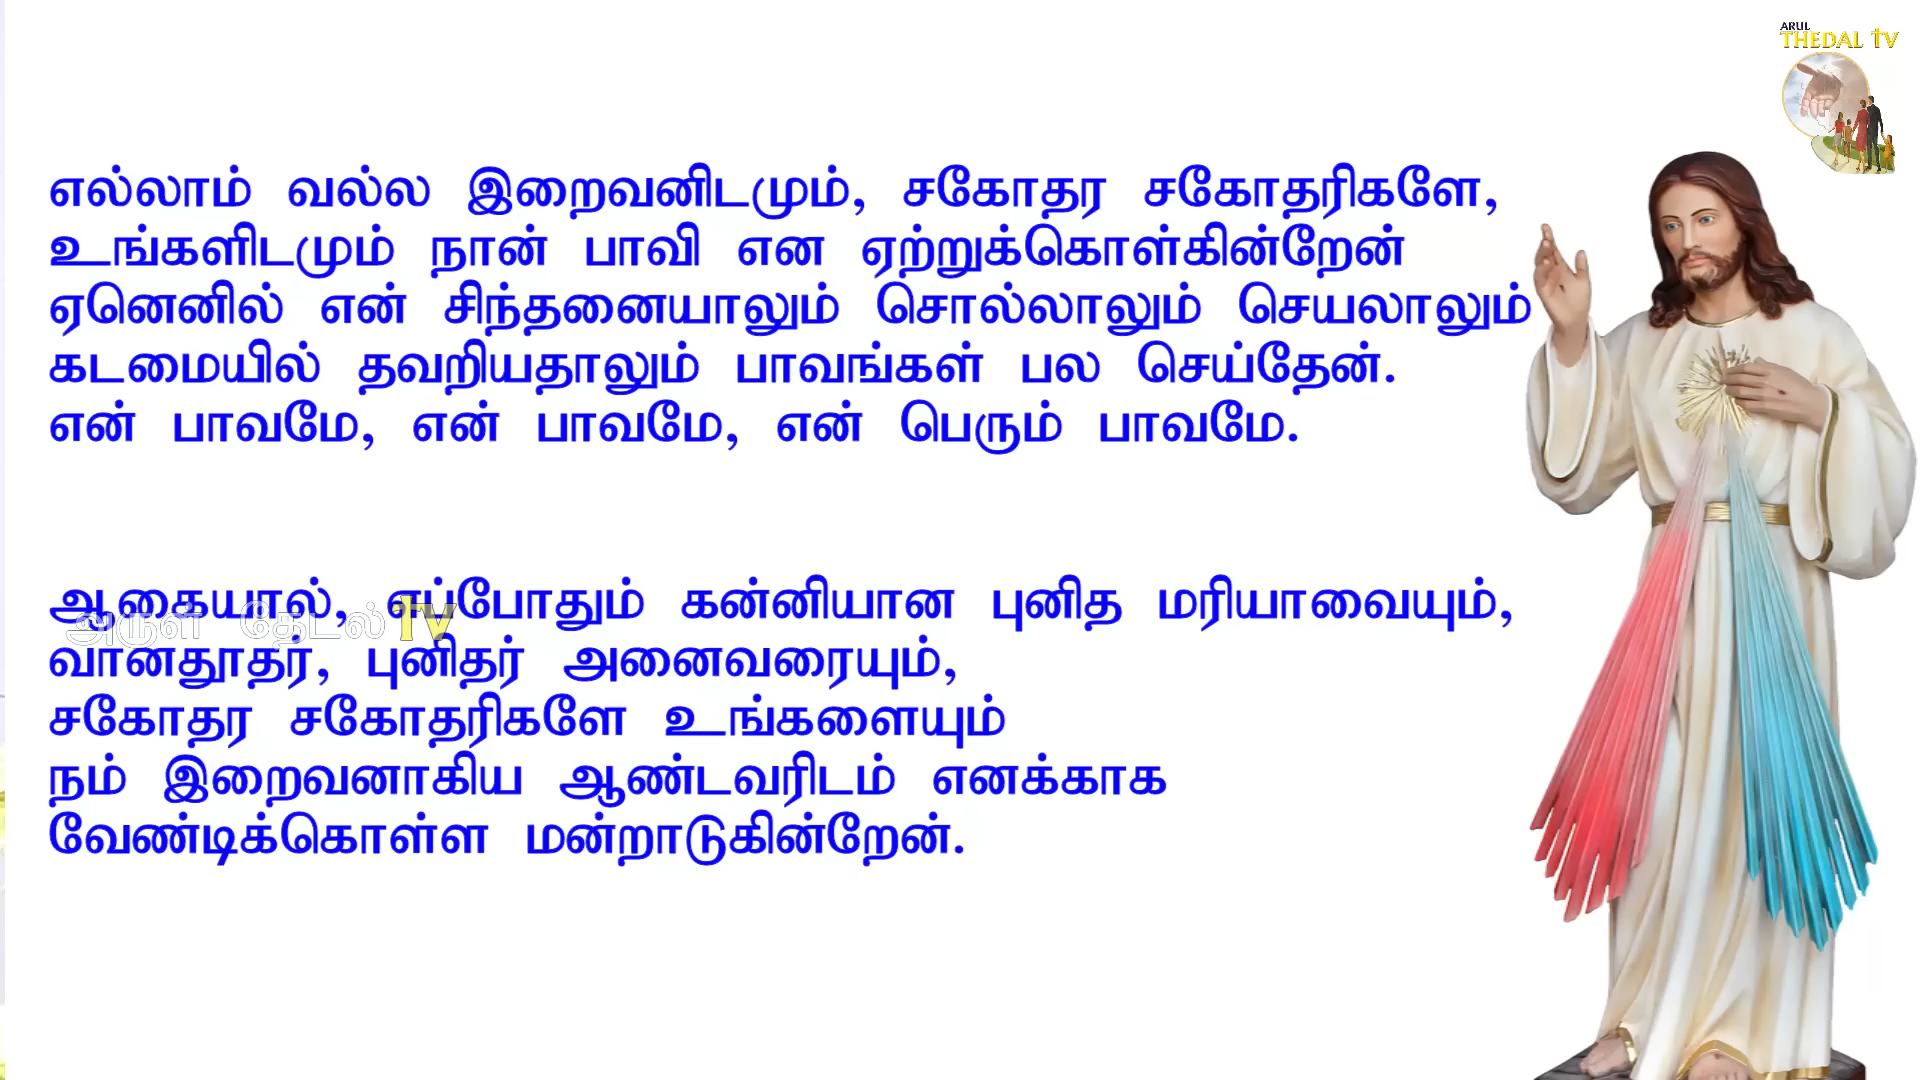 ARUL
THEDAL TV
எல்லாம் வல்ல இறைவனிடமும், சகோதர சகோதரிகளே,
உங்களிடமும் நான் பாவி என ஏற்றுக்கொள்கின்றேன்
ஏனெனில் என் சிந்தனையாலும் சொல்லாலும் செயலாலும்
கடமையில் தவறியதாலும் பாவங்கள் பல செய்தேன்.
என் பாவமே, என் பாவமே, என் பெரும் பாவமே.
ஆகையால், எப்போதும் கன்னியான புனித மரியாவையும்,
அருள் தேடல் TV
வானதூதர், புனிதர் அனைவரையும்,
சகோதர சகோதரிகளே உங்களையும்
நம் இறைவனாகிய ஆண்டவரிடம் எனக்காக
வேண்டிக்கொள்ள மன்றாடுகின்றேன்.